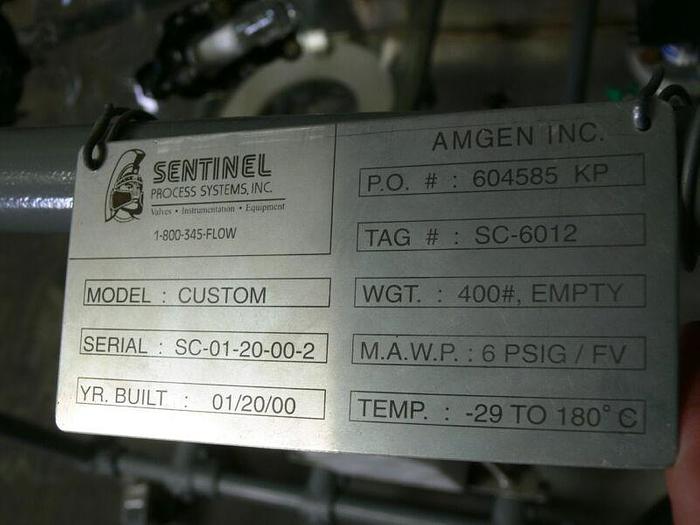 SENTINEL
PROCESS SYSTEMS, INC.
Valves • Instrumentation • Equipment
1-800-345-FLOW
MODEL : CUSTOM
SERIAL : SC-01-20-00-2
YR. BUILT : 01/20/00
AMGEN INC.
P.O. # : 604585 KP
TAG # : SC-6012
WGT. : 400#, EMPTY
M.A.W.P. : 6 PSIG / FV
TEMP. : -29 TO 180° C